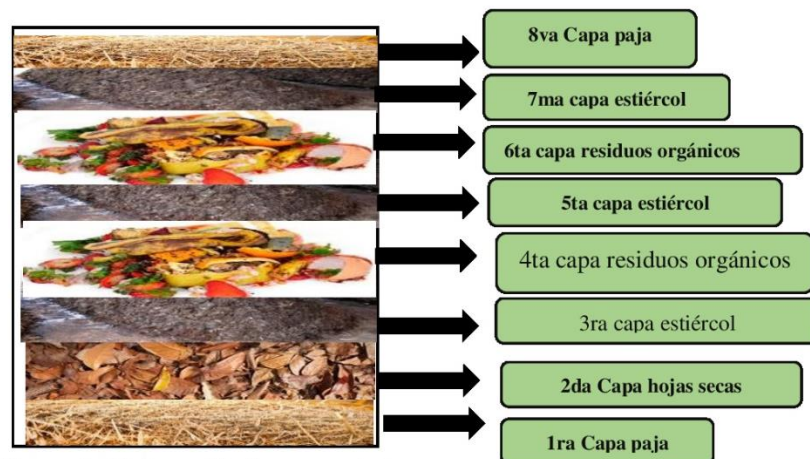 8va Capa paja
7ma capa estiércol
6ta capa residuos orgánicos
5ta capa estiércol
4ta capa residuos orgánicos
3ra capa estiércol
2da Capa hojas secas
1ra Capa paja